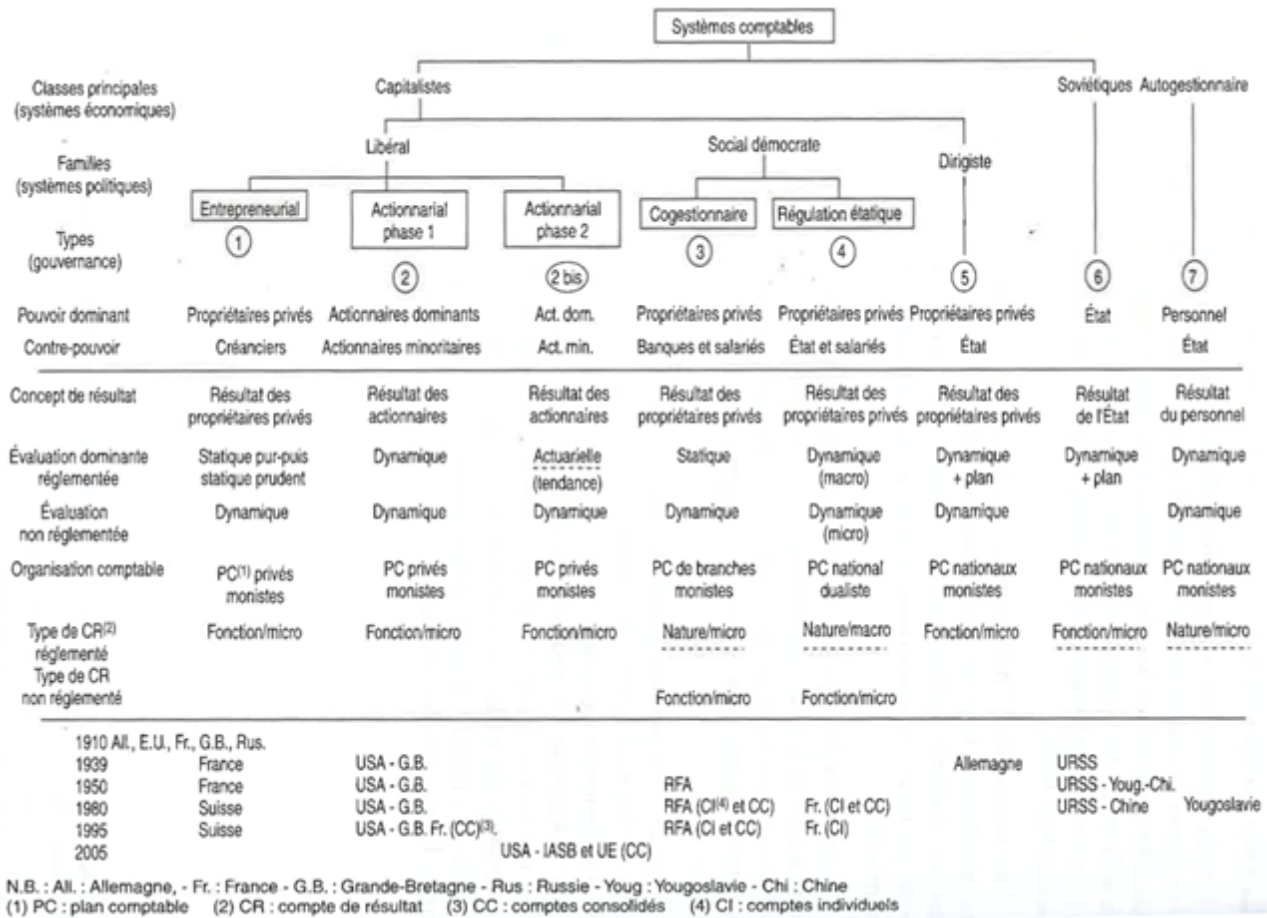 Systèmes comptables
Classes principales
(systèmes économiques)
Capitalistes
Soviétiques Autogestionnaire
Familles
(systèmes politiques)
Libéral
Social démocrate
Dirigiste
Types
(gouvernance)
Entrepreneurial
Actionnarial
phase 1
Actionnarial
phase 2
Cogestionnaire
Régulation étatique
1 2 2 bis 3 4 5 6 7
Pouvoir dominant Propriétaires privés Actionnaires dominants Act. dom. Propriétaires privés Propriétaires privés Propriétaires privés État Personnel
Contre-pouvoir Créanciers Actionnaires minoritaires Act. min. Banques et salariés État et salariés État État
Concept de résultat Résultat des Résultat des Résultat des Résultat des Résultat des Résultat des Résultat Résultat
propriétaires privés actionnaires actionnaires propriétaires privés propriétaires privés propriétaires privés de l'État du personnel
Évaluation dominante Statique pur-puis Dynamique Actuarielle Statique Dynamique Dynamique Dynamique Dynamique
réglementée statique prudent (tendance) (macro) + plan + plan
Évaluation Dynamique Dynamique Dynamique Dynamique Dynamique Dynamique Dynamique
non réglementée (micro)
Organisation comptable PC(1) privés PC privés PC privés PC de branches PC national PC nationaux PC nationaux PC nationaux
monistes monistes monistes monistes dualiste monistes monistes monistes
Type de CR(2) Fonction/micro Fonction/micro Fonction/micro Nature/micro Nature/macro Fonction/micro Fonction/micro Nature/micro
réglementé
Type de CR
non réglementé Fonction/micro Fonction/micro
1910 All., E.U., Fr., G.B., Rus.
1939 France USA - G.B. Allemagne URSS
1950 France USA - G.B. RFA URSS - Youg.-Chi.
1980 Suisse USA - G.B. RFA (CI(4) et CC) Fr. (CI et CC) URSS - Chine Yougoslavie
1995 Suisse USA - G.B. Fr. (CC)(3). RFA (CI et CC) Fr. (CI)
2005 USA - IASB et UE (CC)
N.B. : All. : Allemagne, - Fr. : France - G.B. : Grande-Bretagne - Rus : Russie - Youg : Yougoslavie - Chi : Chine
(1) PC : plan comptable (2) CR : compte de résultat (3) CC : comptes consolidés (4) CI : comptes individuels